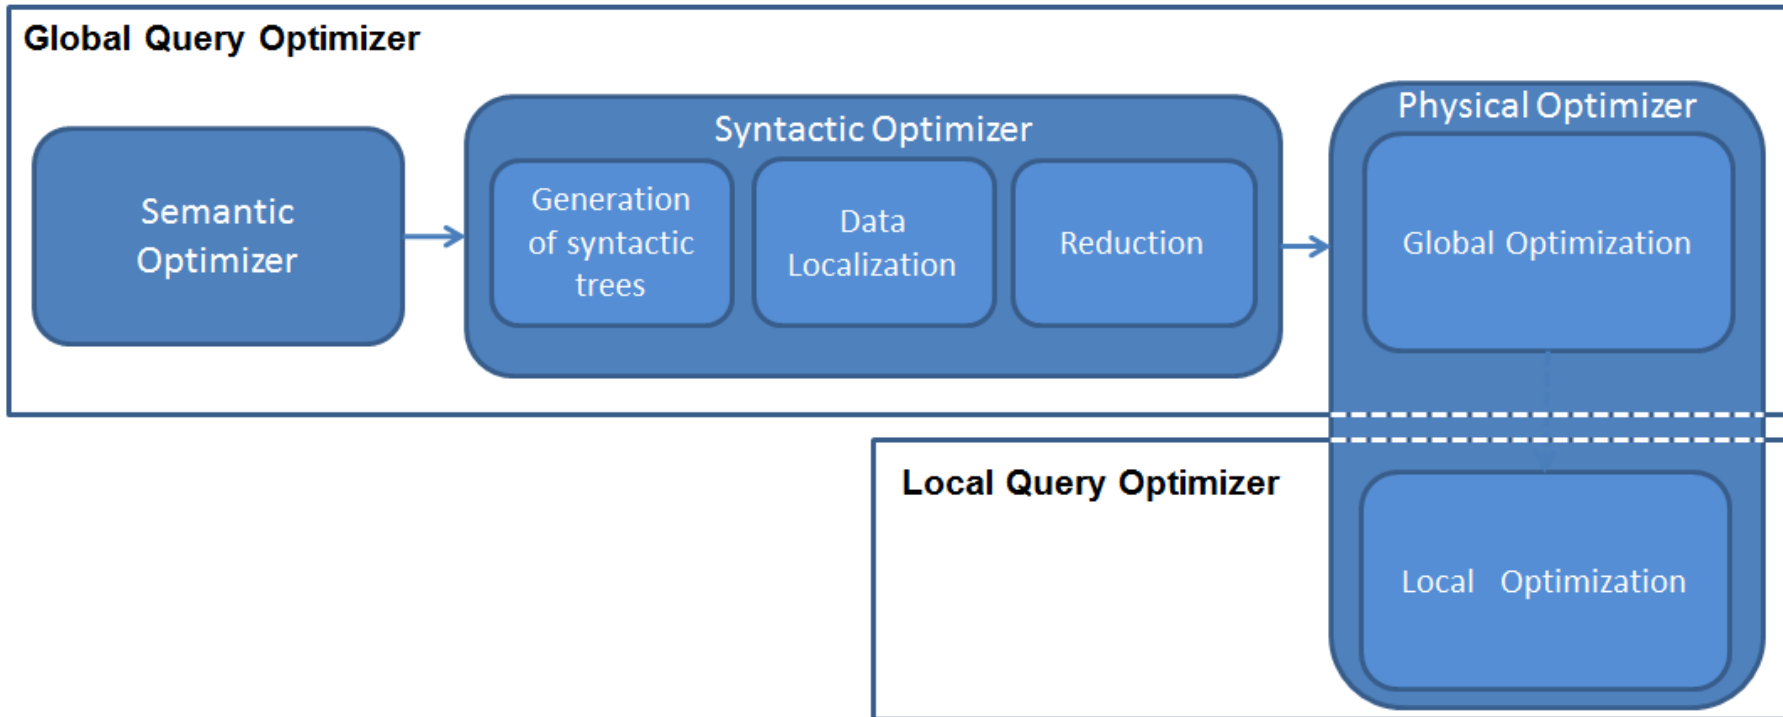 Global Query Optimizer
Semantic
Optimizer
Syntactic Optimizer
Generation
of syntactic
trees
Data
Localization
Reduction
Physical Optimizer
Global Optimization
Local Query Optimizer
Local Optimization